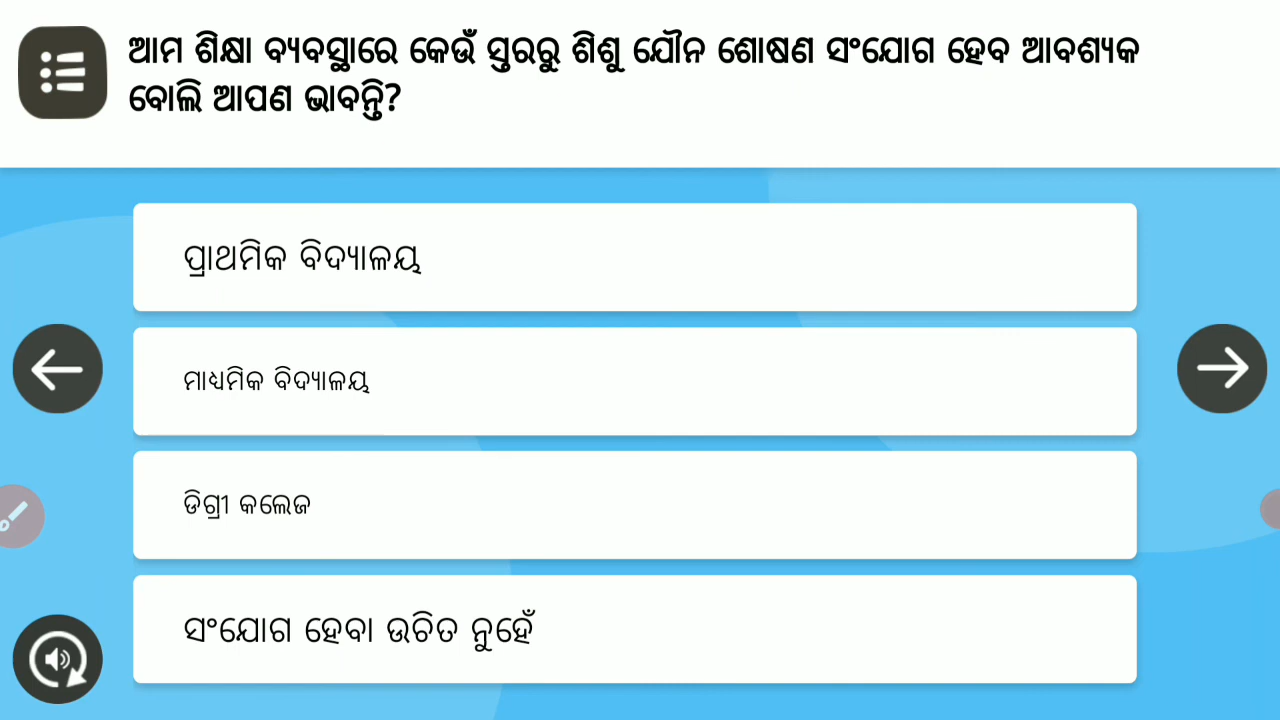 ଆମ ଶିକ୍ଷା ବ୍ୟବସ୍ଥାରେ କେଉଁ ସ୍ତରରୁ ଶିଶୁ ଯୌନ ଶୋଷଣ ସଂଯୋଗ ହେବ ଆବଶ୍ୟକ
ବୋଲି ଆପଣ ଭାବନ୍ତି?
ପ୍ରାଥମିକ ବିଦ୍ୟାଳୟ
ମାଧ୍ୟମିକ ବିଦ୍ୟାଳୟ
ଡିଗ୍ରୀ କଲେଜ
ସଂଯୋଗ ହେବା ଉଚିତ ନୁହେଁ